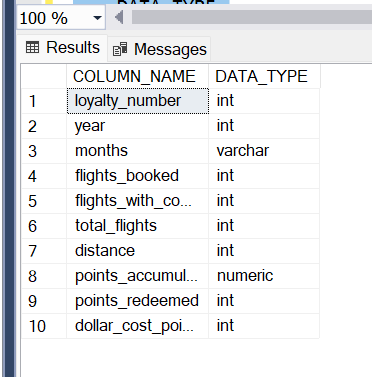 DATA_TYPE
100 %
Results Messages
COLUMN_NAME DATA_TYPE
1 loyalty_number int
2 year int
3 months varchar
4 flights_booked int
5 flights_with_co... int
6 total_flights int
7 distance int
8 points_accumul... numeric
9 points_redeemed int
10 dollar_cost_poi... int